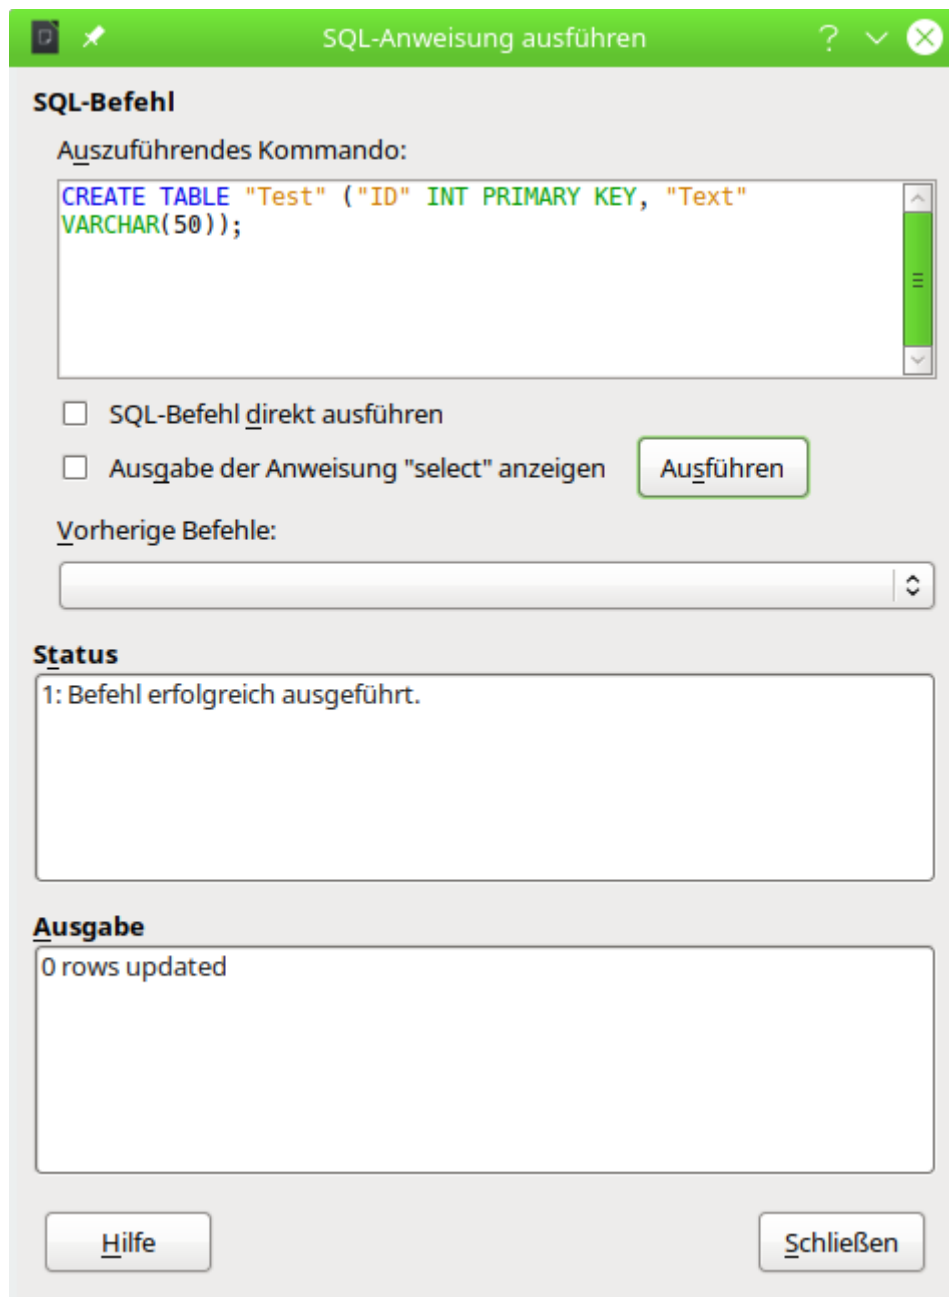 SQL-Anweisung ausführen
SQL-Befehl
Auszuführendes Kommando:
CREATE TABLE "Test" ("ID" INT PRIMARY KEY, "Text"
VARCHAR(50));
SQL-Befehl direkt ausführen
Ausgabe der Anweisung "select" anzeigen
Ausführen
Vorherige Befehle:
Status
1: Befehl erfolgreich ausgeführt.
Ausgabe
0 rows updated
Hilfe
Schließen